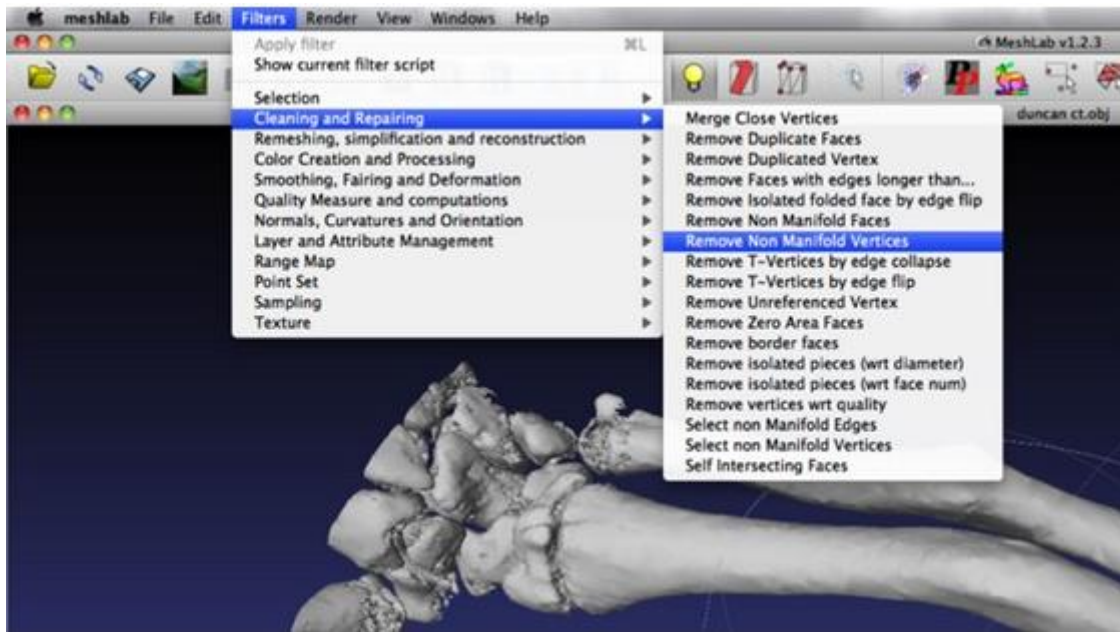 meshlab File Edit Filters Render View Windows Help
MeshLab v1.2.3
duncan ct.obj
Apply filter ⌘L
Show current filter script
Selection
Cleaning and Repairing
Remeshing, simplification and reconstruction
Color Creation and Processing
Smoothing, Fairing and Deformation
Quality Measure and computations
Normals, Curvatures and Orientation
Layer and Attribute Management
Range Map
Point Set
Sampling
Texture
Merge Close Vertices
Remove Duplicate Faces
Remove Duplicated Vertex
Remove Faces with edges longer than...
Remove Isolated folded face by edge flip
Remove Non Manifold Faces
Remove Non Manifold Vertices
Remove T-Vertices by edge collapse
Remove T-Vertices by edge flip
Remove Unreferenced Vertex
Remove Zero Area Faces
Remove border faces
Remove isolated pieces (wrt diameter)
Remove isolated pieces (wrt face num)
Remove vertices wrt quality
Select non Manifold Edges
Select non Manifold Vertices
Self Intersecting Faces